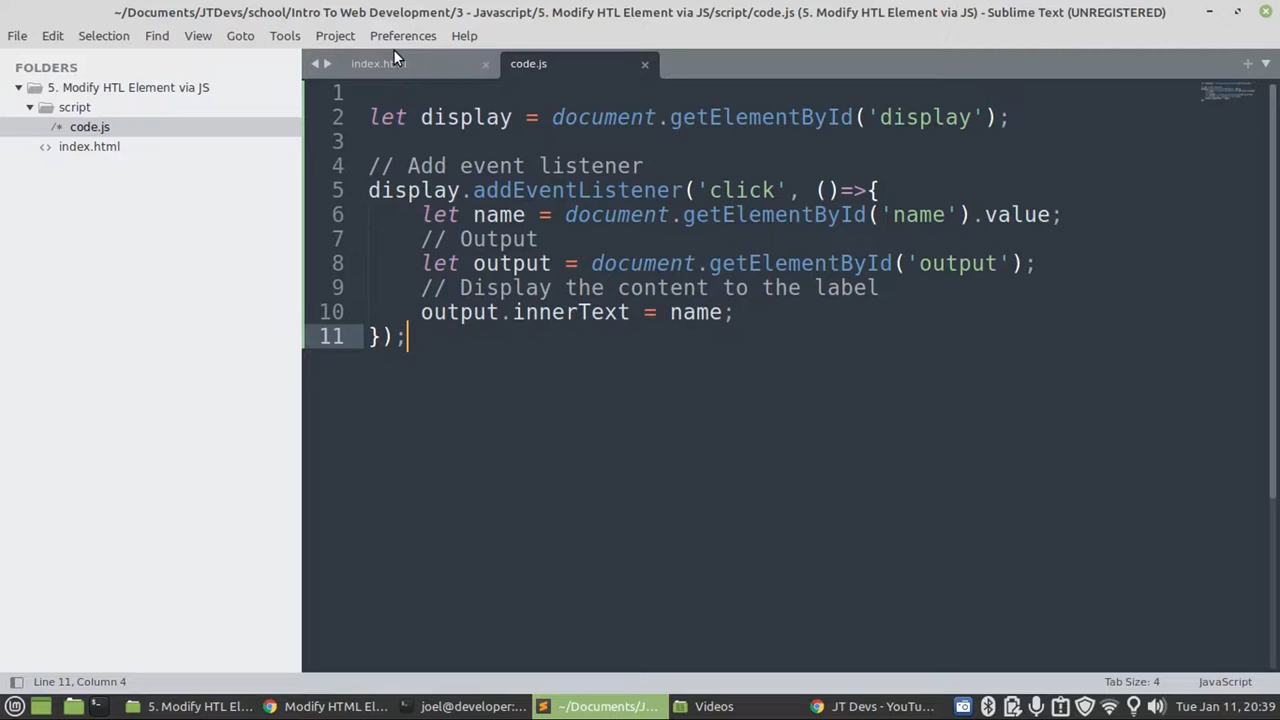 ~/Documents/JTDevs/school/Intro To Web Development/3 - Javascript/5. Modify HTL Element via JS/script/code.js (5. Modify HTL Element via JS) - Sublime Text (UNREGISTERED)
File Edit Selection Find View Goto Tools Project Preferences Help
FOLDERS
5. Modify HTL Element via JS
script
/* code.js
<> index.html
index.html
code.js
1
2 let display = document.getElementById('display');
3
4 // Add event listener
5 display.addEventListener('click', ()=>{
6 let name = document.getElementById('name').value;
7 // Output
8 let output = document.getElementById('output');
9 // Display the content to the label
10 output.innerText = name;
11 });
Line 11, Column 4
Tab Size: 4
JavaScript
5. Modify HTL El...
Modify HTML El...
joel@developer:...
~/Documents/J...
Videos
JT Devs - YouTu...
Tue Jan 11, 20:39